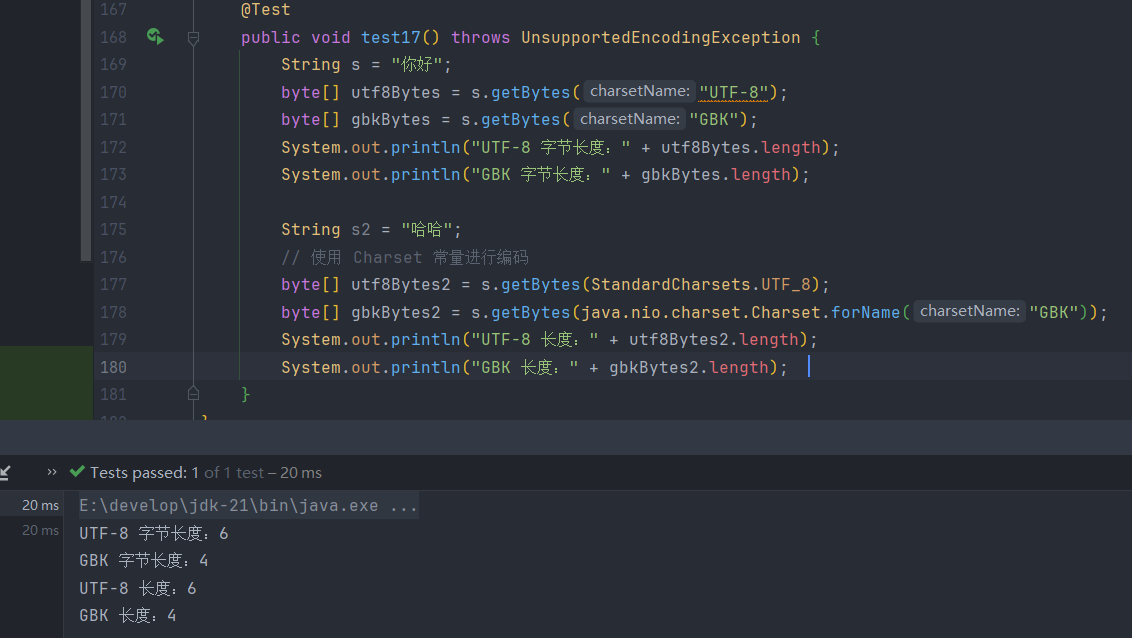 167 @Test
168 public void test17() throws UnsupportedEncodingException {
169 String s = "你好";
170 byte[] utf8Bytes = s.getBytes( charsetName: "UTF-8");
171 byte[] gbkBytes = s.getBytes( charsetName: "GBK");
172 System.out.println("UTF-8 字节长度：" + utf8Bytes.length);
173 System.out.println("GBK 字节长度：" + gbkBytes.length);
174
175 String s2 = "哈哈";
176 // 使用 Charset 常量进行编码
177 byte[] utf8Bytes2 = s.getBytes(StandardCharsets.UTF_8);
178 byte[] gbkBytes2 = s.getBytes(java.nio.charset.Charset.forName( charsetName: "GBK"));
179 System.out.println("UTF-8 长度：" + utf8Bytes2.length);
180 System.out.println("GBK 长度：" + gbkBytes2.length);
181 }
}
» Tests passed: 1 of 1 test – 20 ms
20 ms E:\develop\jdk-21\bin\java.exe ...
20 ms UTF-8 字节长度：6
GBK 字节长度：4
UTF-8 长度：6
GBK 长度：4